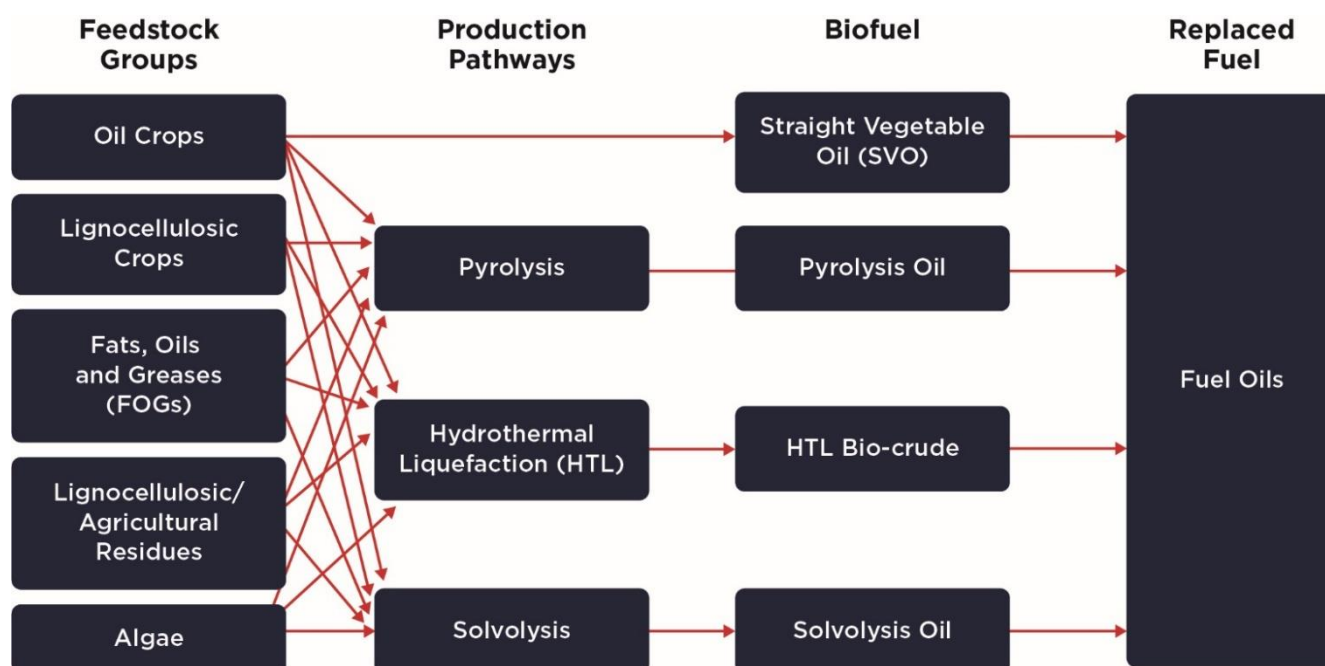 Feedstock
Groups
Production
Pathways
Biofuel
Replaced
Fuel
Oil Crops
Straight Vegetable
Oil (SVO)
Lignocellulosic
Crops
Pyrolysis
Pyrolysis Oil
Fats, Oils
and Greases
(FOGs)
Fuel Oils
Hydrothermal
Liquefaction (HTL)
HTL Bio-crude
Lignocellulosic/
Agricultural
Residues
Algae
Solvolysis
Solvolysis Oil